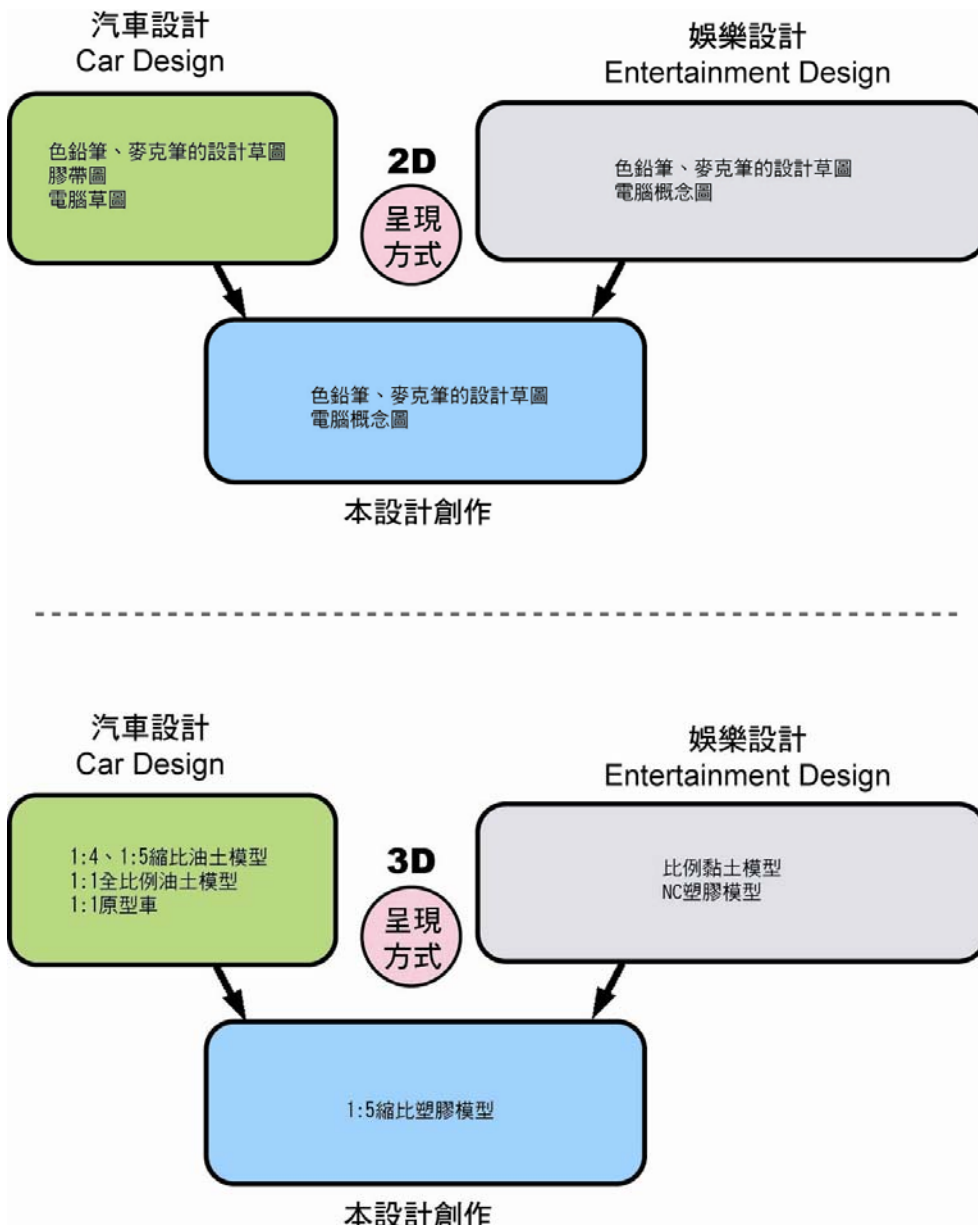 汽車設計
Car Design
娛樂設計
Entertainment Design
色鉛筆、麥克筆的設計草圖
膠帶圖
電腦草圖
2D
呈現
方式
色鉛筆、麥克筆的設計草圖
電腦概念圖
色鉛筆、麥克筆的設計草圖
電腦概念圖
本設計創作
汽車設計
Car Design
娛樂設計
Entertainment Design
1:4、1:5縮比油土模型
1:1全比例油土模型
1:1原型車
3D
呈現
方式
比例黏土模型
NC塑膠模型
1:5縮比塑膠模型
本設計創作